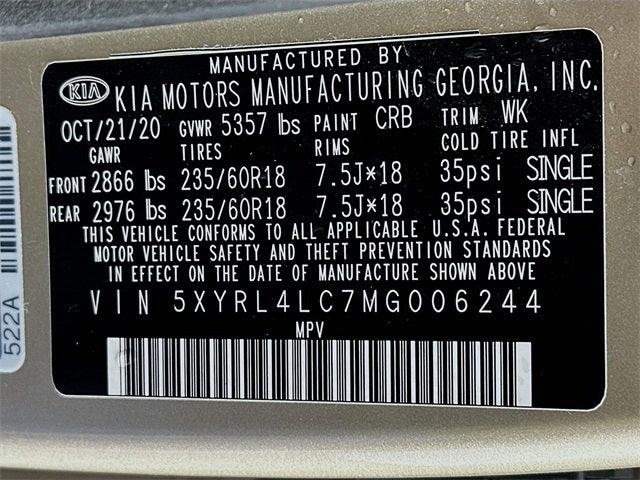 MANUFACTURED BY
KIA KIA MOTORS MANUFACTURING GEORGIA, INC.
OCT/21/20 GVWR 5357 lbs PAINT CRB TRIM WK
GAWR TIRES RIMS COLD TIRE INFL
FRONT 2866 lbs 235/60R18 7.5J*18 35psi SINGLE
REAR 2976 lbs 235/60R18 7.5J*18 35psi SINGLE
THIS VEHICLE CONFORMS TO ALL APPLICABLE U.S.A. FEDERAL
MOTOR VEHICLE SAFETY AND THEFT PREVENTION STANDARDS
IN EFFECT ON THE DATE OF MANUFACTURE SHOWN ABOVE.
VIN 5XYRL4LC7MG006244
MPV
522A